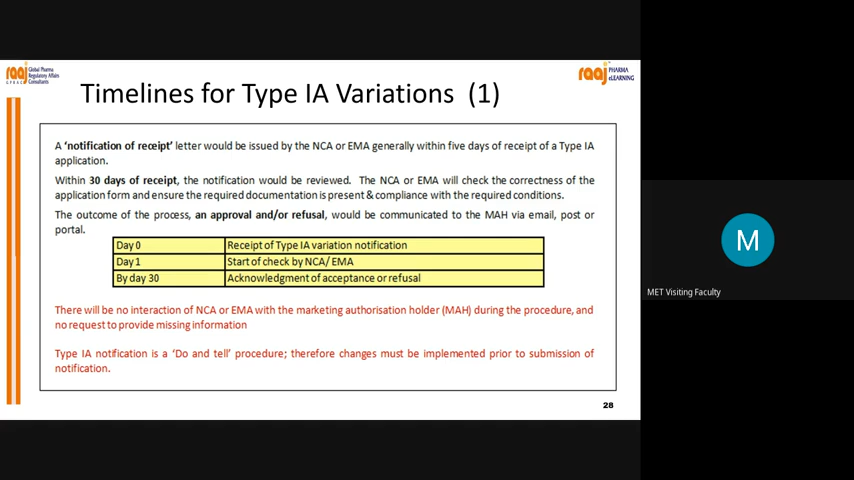 raaj
Global Pharma
Regulatory Affairs
Consultants
raaj PHARMA
eLEARNING
Timelines for Type IA Variations (1)
A 'notification of receipt' letter would be issued by the NCA or EMA generally within five days of receipt of a Type IA
application.
Within 30 days of receipt, the notification would be reviewed. The NCA or EMA will check the correctness of the
application form and ensure the required documentation is present & compliance with the required conditions.
The outcome of the process, an approval and/or refusal, would be communicated to the MAH via email, post or
portal.
Day 0 Receipt of Type IA variation notification
Day 1 Start of check by NCA/ EMA
By day 30 Acknowledgment of acceptance or refusal
There will be no interaction of NCA or EMA with the marketing authorisation holder (MAH) during the procedure, and
no request to provide missing information
Type IA notification is a 'Do and tell' procedure; therefore changes must be implemented prior to submission of
notification.
28
M
MET Visiting Faculty